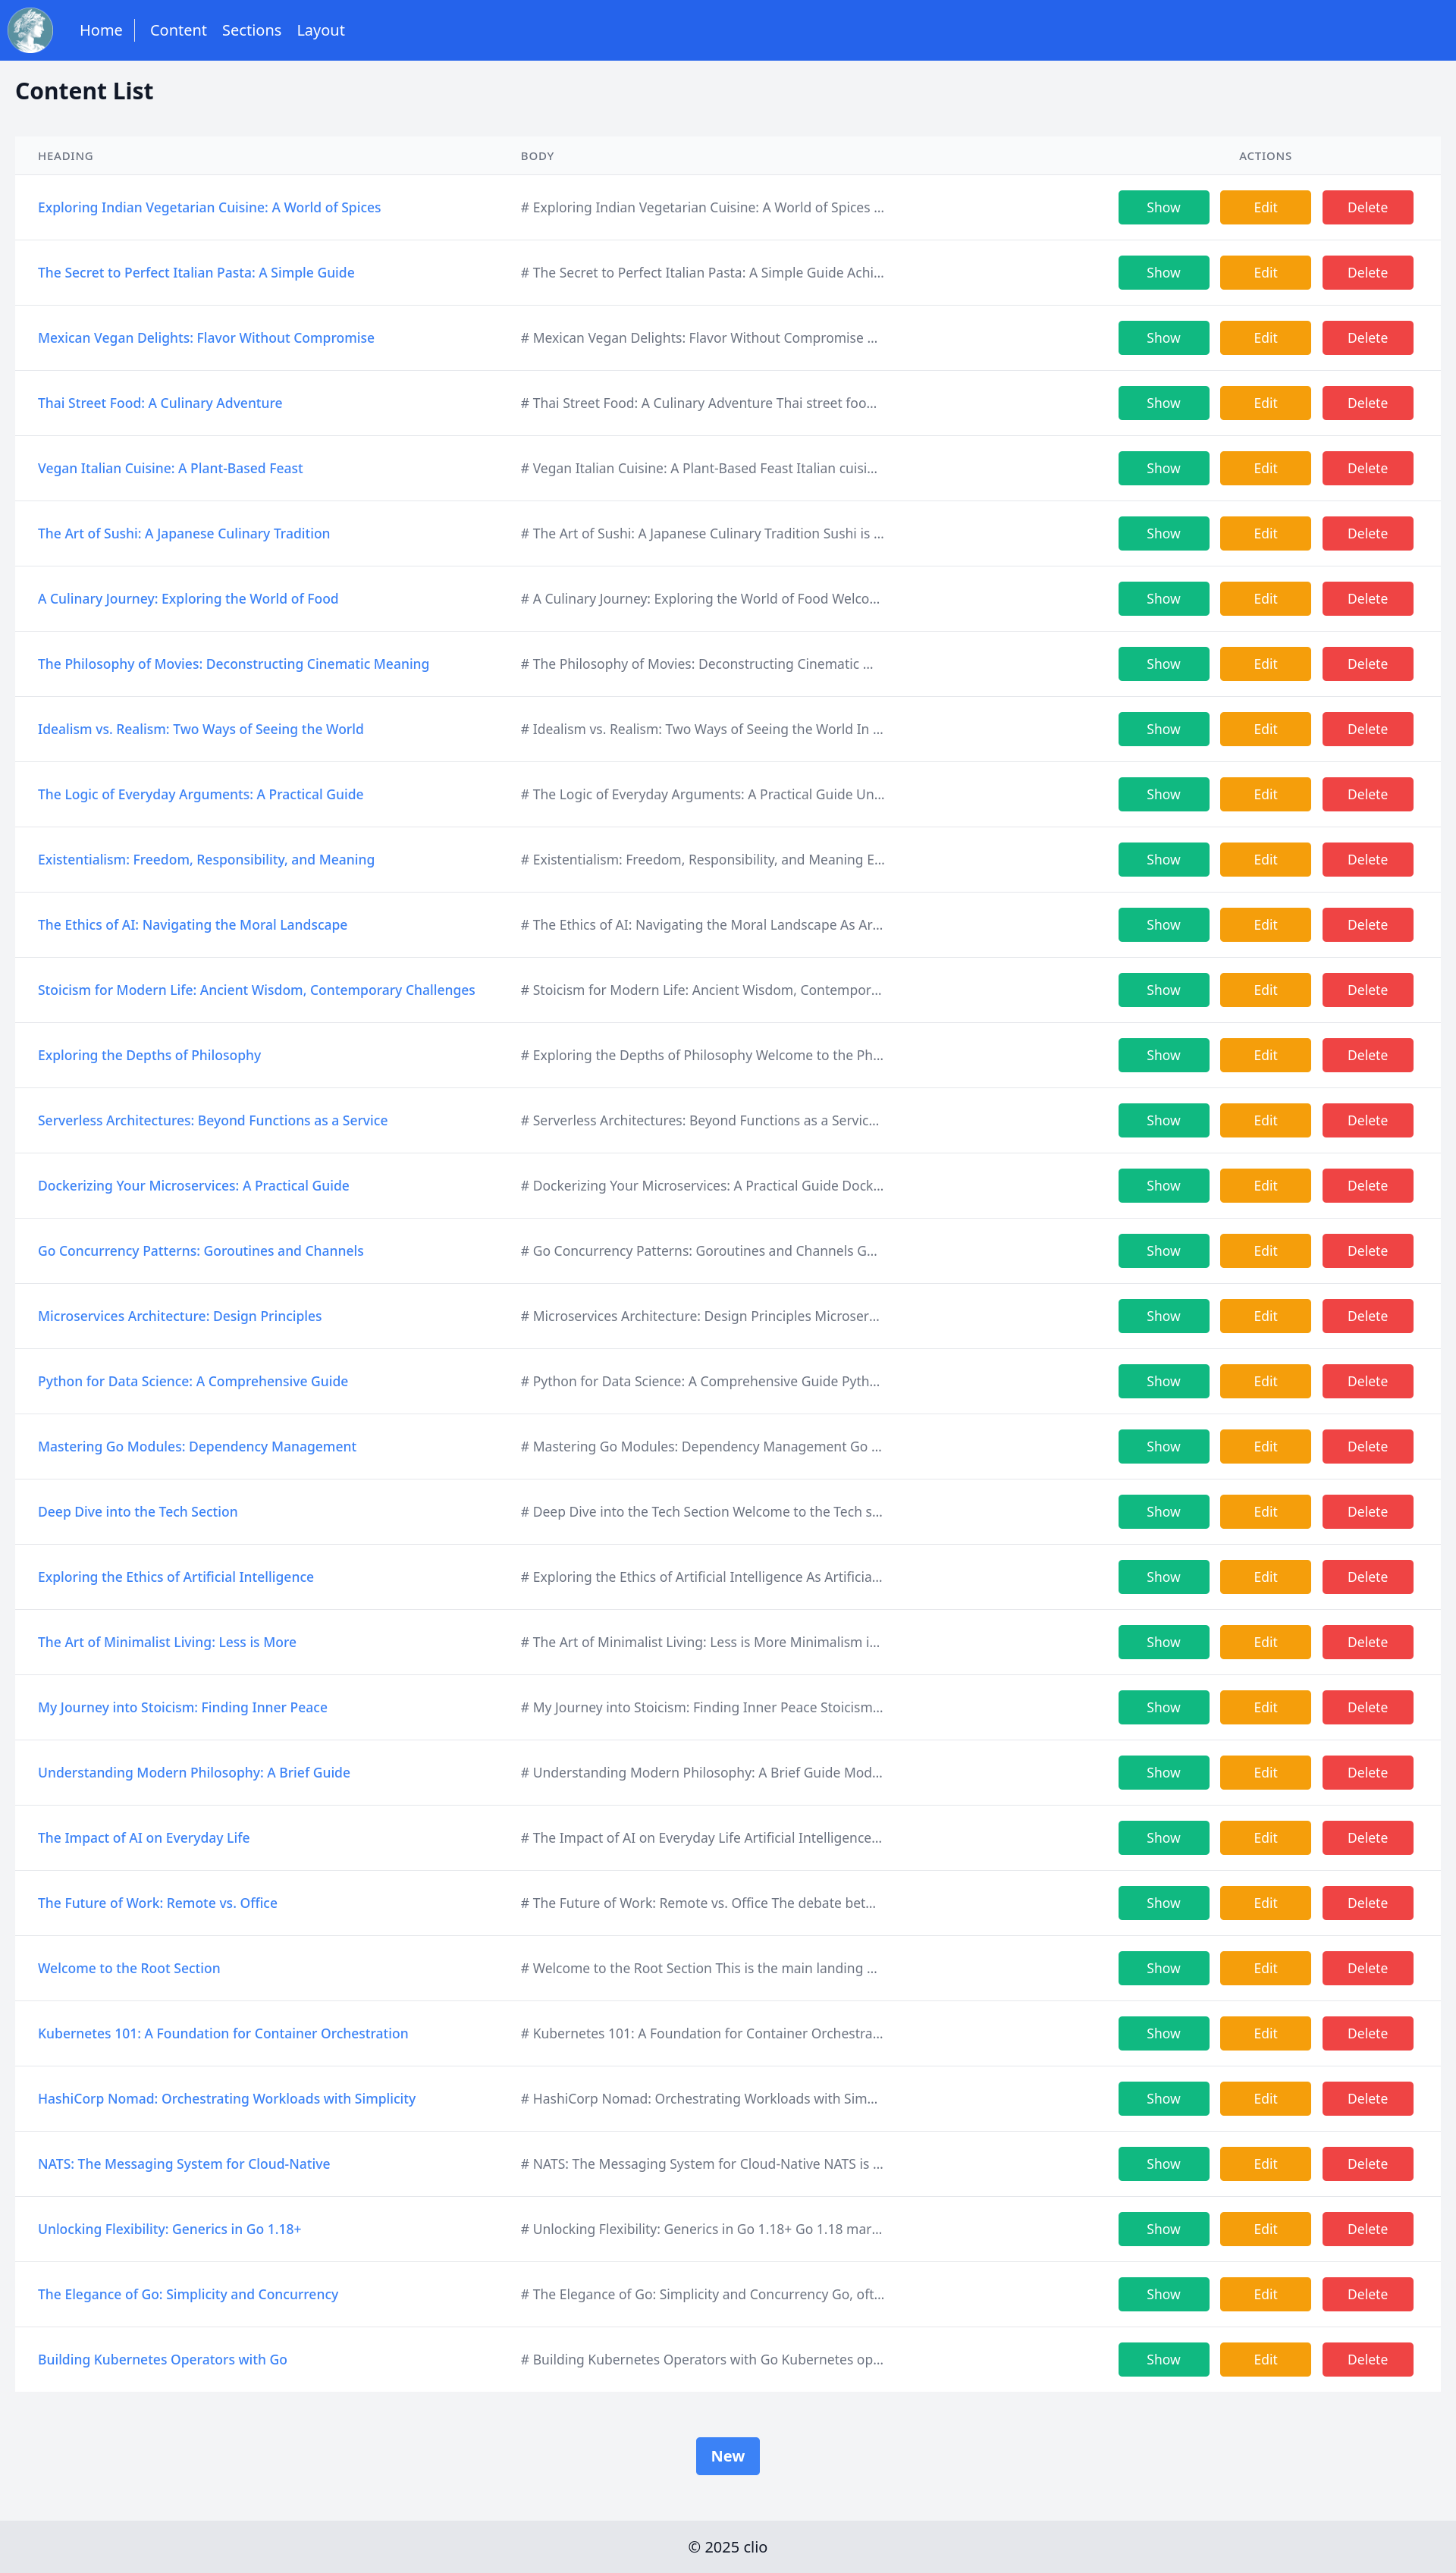 Home Content Sections Layout
Content List
HEADING BODY ACTIONS
Exploring Indian Vegetarian Cuisine: A World of Spices # Exploring Indian Vegetarian Cuisine: A World of Spices ... Show Edit Delete
The Secret to Perfect Italian Pasta: A Simple Guide # The Secret to Perfect Italian Pasta: A Simple Guide Achi... Show Edit Delete
Mexican Vegan Delights: Flavor Without Compromise # Mexican Vegan Delights: Flavor Without Compromise ... Show Edit Delete
Thai Street Food: A Culinary Adventure # Thai Street Food: A Culinary Adventure Thai street foo... Show Edit Delete
Vegan Italian Cuisine: A Plant-Based Feast # Vegan Italian Cuisine: A Plant-Based Feast Italian cuisi... Show Edit Delete
The Art of Sushi: A Japanese Culinary Tradition # The Art of Sushi: A Japanese Culinary Tradition Sushi is ... Show Edit Delete
A Culinary Journey: Exploring the World of Food # A Culinary Journey: Exploring the World of Food Welco... Show Edit Delete
The Philosophy of Movies: Deconstructing Cinematic Meaning # The Philosophy of Movies: Deconstructing Cinematic ... Show Edit Delete
Idealism vs. Realism: Two Ways of Seeing the World # Idealism vs. Realism: Two Ways of Seeing the World In ... Show Edit Delete
The Logic of Everyday Arguments: A Practical Guide # The Logic of Everyday Arguments: A Practical Guide Un... Show Edit Delete
Existentialism: Freedom, Responsibility, and Meaning # Existentialism: Freedom, Responsibility, and Meaning E... Show Edit Delete
The Ethics of AI: Navigating the Moral Landscape # The Ethics of AI: Navigating the Moral Landscape As Ar... Show Edit Delete
Stoicism for Modern Life: Ancient Wisdom, Contemporary Challenges # Stoicism for Modern Life: Ancient Wisdom, Contempor... Show Edit Delete
Exploring the Depths of Philosophy # Exploring the Depths of Philosophy Welcome to the Ph... Show Edit Delete
Serverless Architectures: Beyond Functions as a Service # Serverless Architectures: Beyond Functions as a Servic... Show Edit Delete
Dockerizing Your Microservices: A Practical Guide # Dockerizing Your Microservices: A Practical Guide Dock... Show Edit Delete
Go Concurrency Patterns: Goroutines and Channels # Go Concurrency Patterns: Goroutines and Channels G... Show Edit Delete
Microservices Architecture: Design Principles # Microservices Architecture: Design Principles Microser... Show Edit Delete
Python for Data Science: A Comprehensive Guide # Python for Data Science: A Comprehensive Guide Pyth... Show Edit Delete
Mastering Go Modules: Dependency Management # Mastering Go Modules: Dependency Management Go ... Show Edit Delete
Deep Dive into the Tech Section # Deep Dive into the Tech Section Welcome to the Tech s... Show Edit Delete
Exploring the Ethics of Artificial Intelligence # Exploring the Ethics of Artificial Intelligence As Artificia... Show Edit Delete
The Art of Minimalist Living: Less is More # The Art of Minimalist Living: Less is More Minimalism i... Show Edit Delete
My Journey into Stoicism: Finding Inner Peace # My Journey into Stoicism: Finding Inner Peace Stoicism... Show Edit Delete
Understanding Modern Philosophy: A Brief Guide # Understanding Modern Philosophy: A Brief Guide Mod... Show Edit Delete
The Impact of AI on Everyday Life # The Impact of AI on Everyday Life Artificial Intelligence... Show Edit Delete
The Future of Work: Remote vs. Office # The Future of Work: Remote vs. Office The debate bet... Show Edit Delete
Welcome to the Root Section # Welcome to the Root Section This is the main landing ... Show Edit Delete
Kubernetes 101: A Foundation for Container Orchestration # Kubernetes 101: A Foundation for Container Orchestra... Show Edit Delete
HashiCorp Nomad: Orchestrating Workloads with Simplicity # HashiCorp Nomad: Orchestrating Workloads with Sim... Show Edit Delete
NATS: The Messaging System for Cloud-Native # NATS: The Messaging System for Cloud-Native NATS is ... Show Edit Delete
Unlocking Flexibility: Generics in Go 1.18+ # Unlocking Flexibility: Generics in Go 1.18+ Go 1.18 mar... Show Edit Delete
The Elegance of Go: Simplicity and Concurrency # The Elegance of Go: Simplicity and Concurrency Go, oft... Show Edit Delete
Building Kubernetes Operators with Go # Building Kubernetes Operators with Go Kubernetes op... Show Edit Delete
New
© 2025 clio